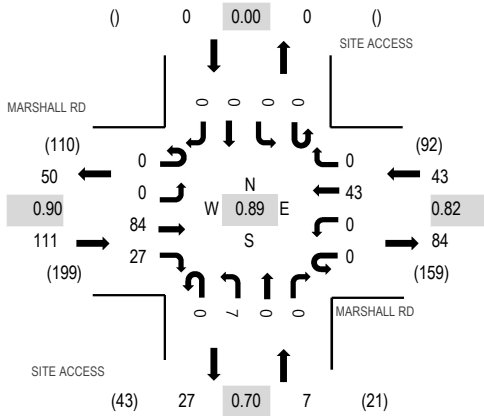 () 0 0.00 0 ()
SITE ACCESS
MARSHALL RD
0 0 0 0
(110) (92)
50 0 0 43
0 N 43
0.90 W 0.89 E 0.82
84 0
111 S 84
27 0
(199) (159)
0 7 0 0
MARSHALL RD
SITE ACCESS
(43) 27 0.70 7 (21)